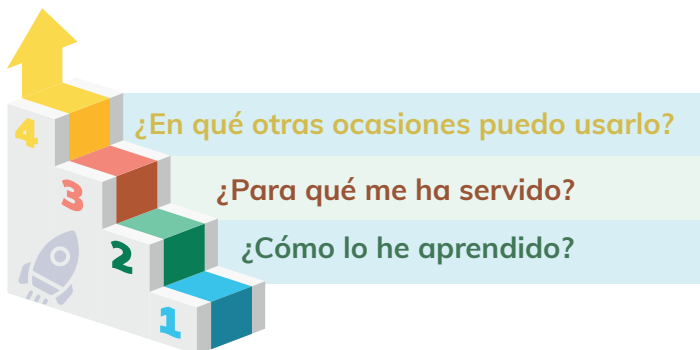 4 ¿En qué otras ocasiones puedo usarlo?
3 ¿Para qué me ha servido?
2 ¿Cómo lo he aprendido?
1